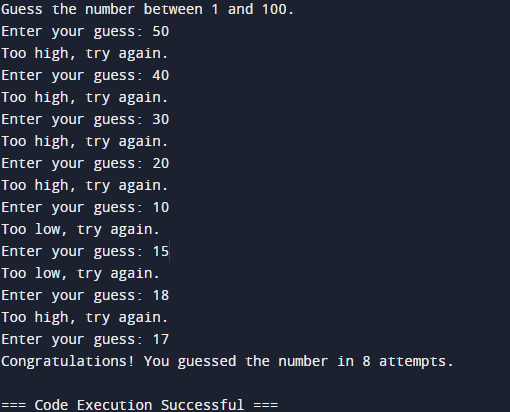 Guess the number between 1 and 100.
Enter your guess: 50
Too high, try again.
Enter your guess: 40
Too high, try again.
Enter your guess: 30
Too high, try again.
Enter your guess: 20
Too high, try again.
Enter your guess: 10
Too low, try again.
Enter your guess: 15
Too low, try again.
Enter your guess: 18
Too high, try again.
Enter your guess: 17
Congratulations! You guessed the number in 8 attempts.
=== Code Execution Successful ===